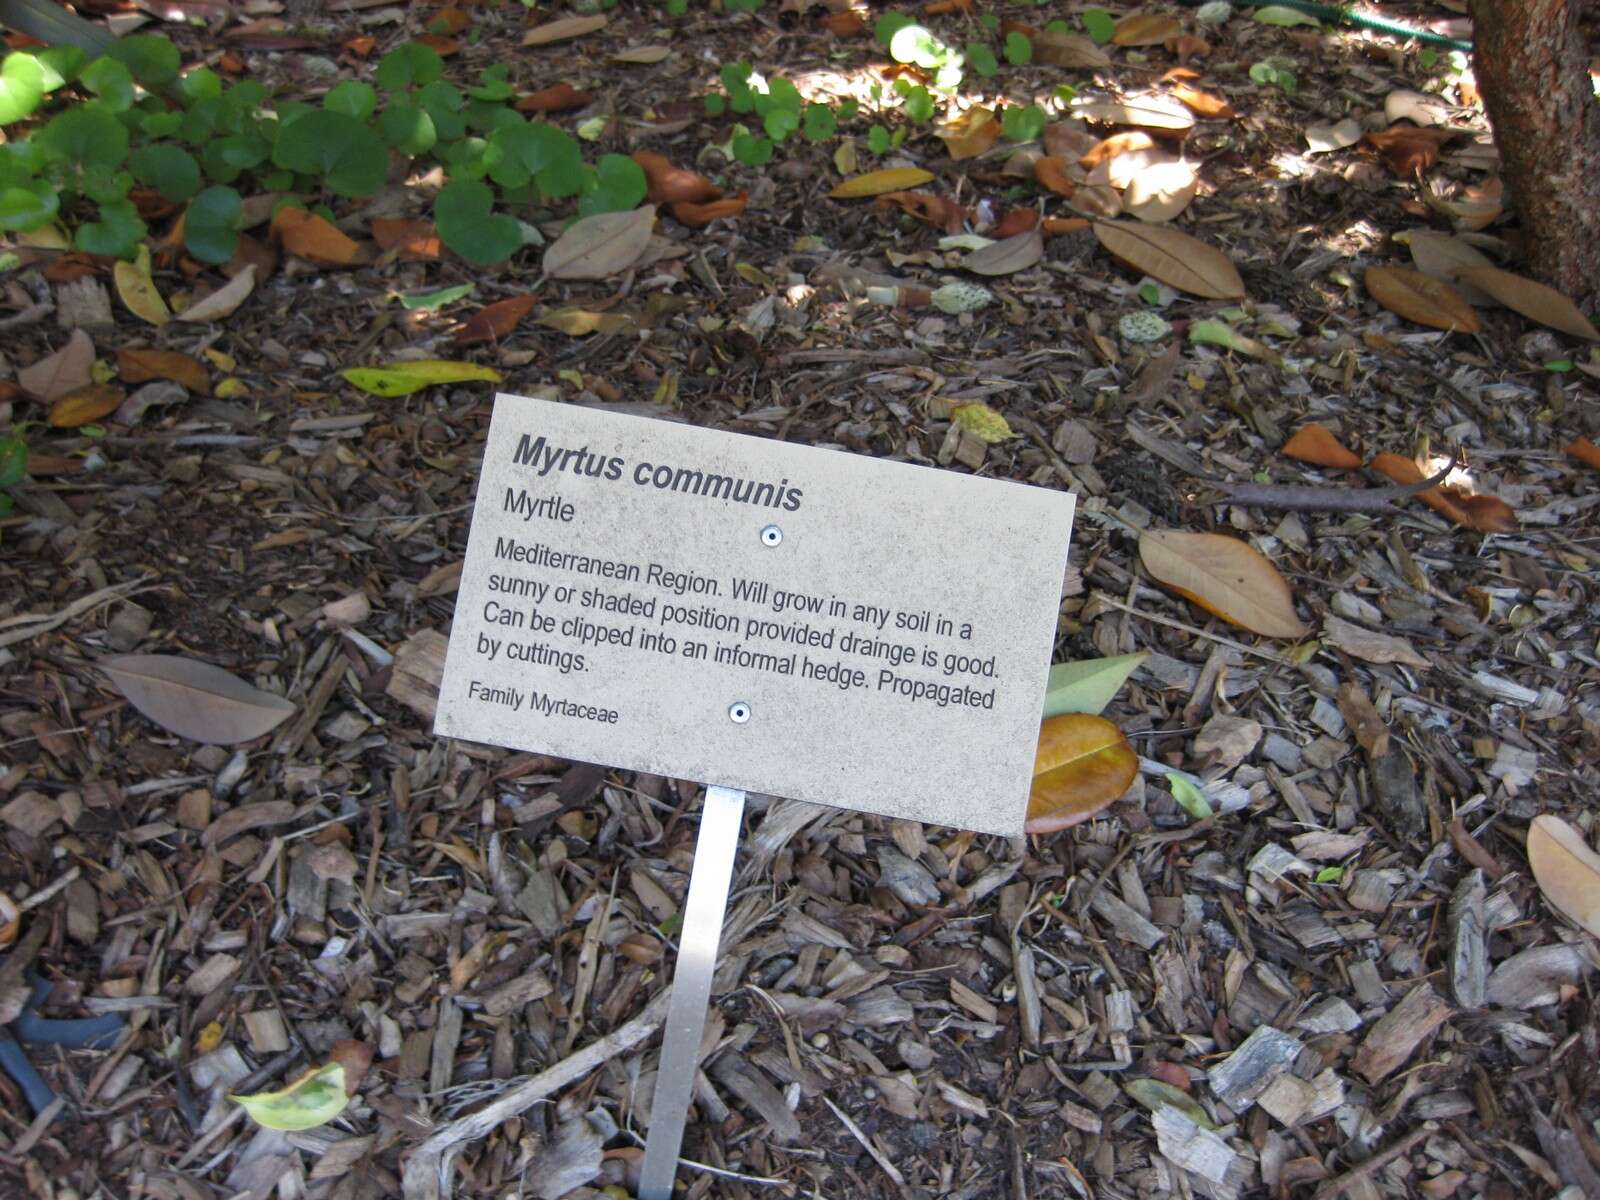 Myrtus communis
Myrtle
Mediterranean Region. Will grow in any soil in a
sunny or shaded position provided drainge is good.
Can be clipped into an informal hedge. Propagated
by cuttings.
Family Myrtaceae